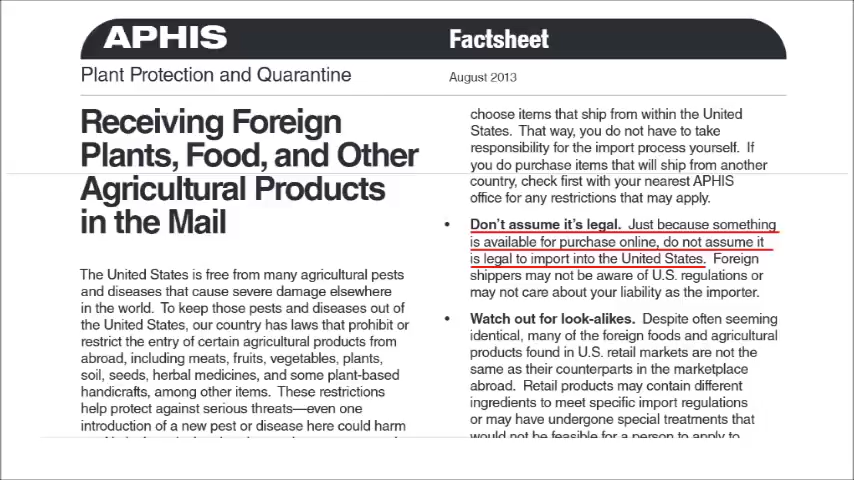 APHIS
Factsheet
Plant Protection and Quarantine
August 2013
Receiving Foreign
Plants, Food, and Other
Agricultural Products
in the Mail
The United States is free from many agricultural pests
and diseases that cause severe damage elsewhere
in the world. To keep those pests and diseases out of
the United States, our country has laws that prohibit or
restrict the entry of certain agricultural products from
abroad, including meats, fruits, vegetables, plants,
soil, seeds, herbal medicines, and some plant-based
handicrafts, among other items. These restrictions
help protect against serious threats—even one
introduction of a new pest or disease here could harm
choose items that ship from within the United
States. That way, you do not have to take
responsibility for the import process yourself. If
you do purchase items that will ship from another
country, check first with your nearest APHIS
office for any restrictions that may apply.
• Don't assume it's legal. Just because something
is available for purchase online, do not assume it
is legal to import into the United States. Foreign
shippers may not be aware of U.S. regulations or
may not care about your liability as the importer.
• Watch out for look-alikes. Despite often seeming
identical, many of the foreign foods and agricultural
products found in U.S. retail markets are not the
same as their counterparts in the marketplace
abroad. Retail products may contain different
ingredients to meet specific import regulations
or may have undergone special treatments that
would not be feasible for a person to apply to